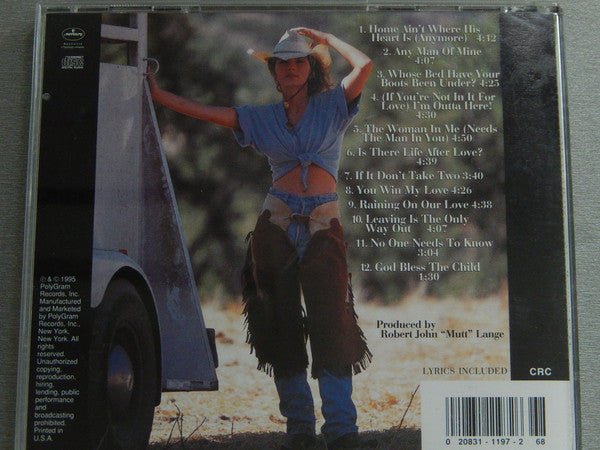 mercury
NASHVILLE
COMPACT
disc
DIGITAL AUDIO
1. Home Ain't Where His
Heart Is (Anymore) 4:12
2. Any Man Of Mine
4:07
3. Whose Bed Have Your
Boots Been Under? 4:25
4. (If You're Not In It For
Love) I'm Outta Here!
4:30
5. The Woman In Me (Needs
The Man In You) 4:50
6. Is There Life After Love?
4:39
7. If It Don't Take Two 3:40
8. You Win My Love 4:26
9. Raining On Our Love 4:38
10. Leaving Is The Only
Way Out 4:07
11. No One Needs To Know
3:04
12. God Bless The Child
1:30
Produced by
Robert John "Mutt" Lange
LYRICS INCLUDED
CRC
℗ & © 1995
PolyGram
Records, Inc.
Manufactured
and Marketed
by PolyGram
Records, Inc.,
New York,
New York. All
rights
reserved.
Unauthorized
copying,
reproduction,
hiring,
lending, public
performance
and
broadcasting
prohibited.
Printed in
U.S.A.
0 20831-1197-2 68